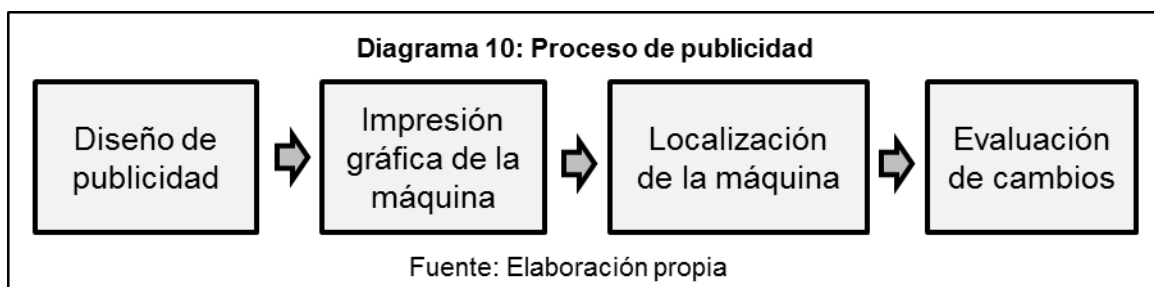 Diagrama 10: Proceso de publicidad
Diseño de
publicidad
Impresión
gráfica de la
máquina
Localización
de la máquina
Evaluación
de cambios
Fuente: Elaboración propia